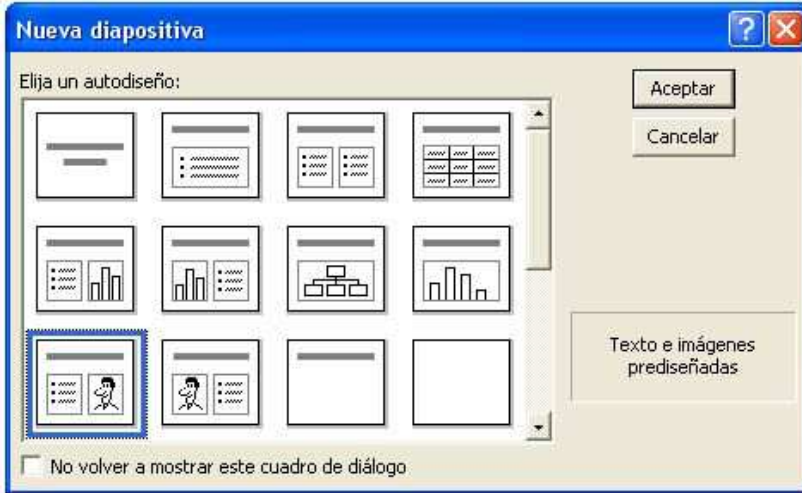 Nueva diapositiva
Elija un autodiseño:
Aceptar
Cancelar
Texto e imágenes
prediseñadas
No volver a mostrar este cuadro de diálogo